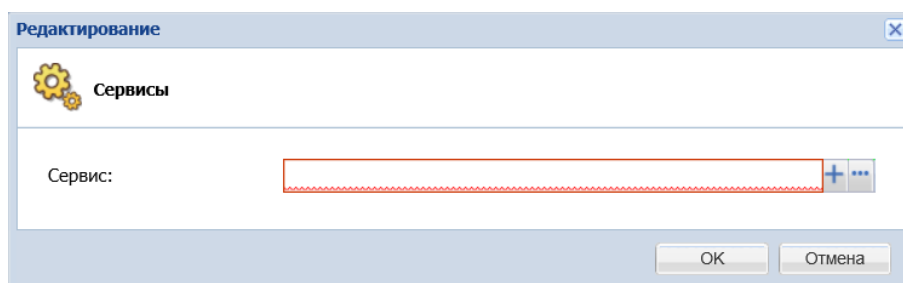 Редактирование
Сервисы
Сервис:
OK
Отмена